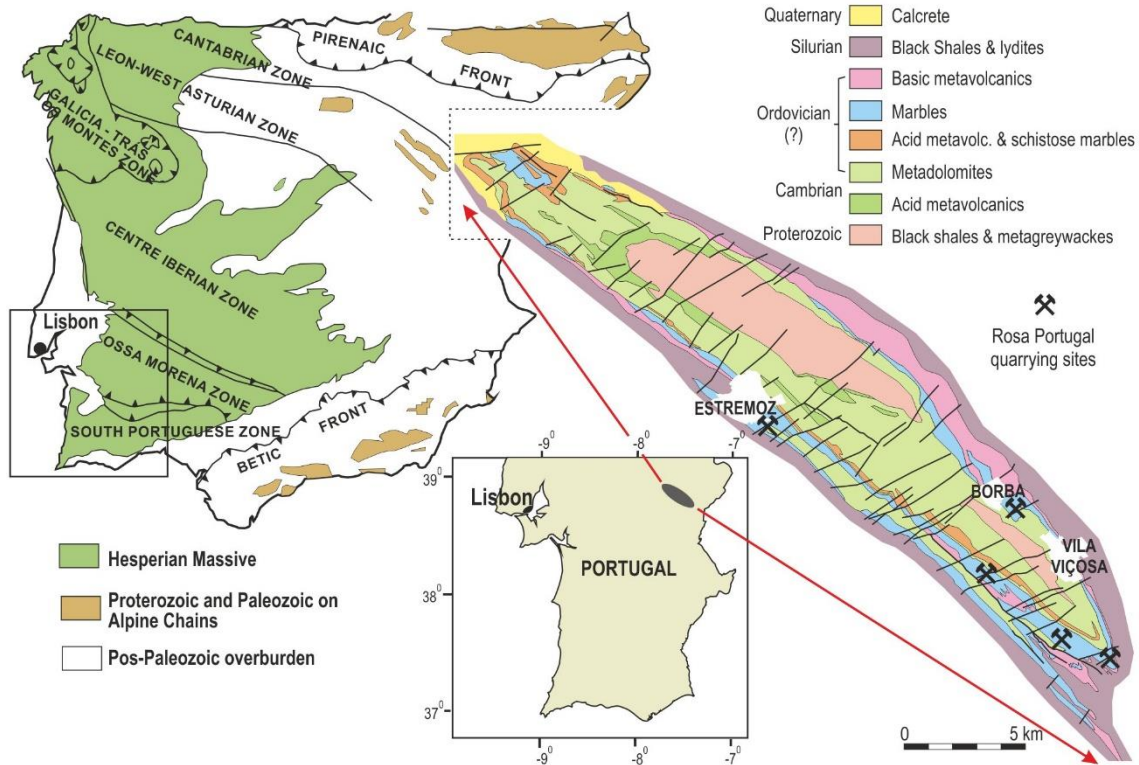 CANTABRIAN ZONE
PIRENAIC
FRONT
LEON-WEST ASTURIAN ZONE
GALICIA - TRÁS
OS MONTES ZONE
CENTRE IBERIAN ZONE
Lisbon
OSSA MORENA ZONE
SOUTH PORTUGUESE ZONE
BETIC
FRONT
Hesperian Massive
Proterozoic and Paleozoic on
Alpine Chains
Pos-Paleozoic overburden
Quaternary Calcrete
Silurian Black Shales & lydites
Basic metavolcanics
Ordovician
(?)
Marbles
Acid metavolc. & schistose marbles
Metadolomites
Cambrian
Acid metavolcanics
Proterozoic Black shales & metagreywackes
Rosa Portugal
quarrying sites
ESTREMOZ
BORBA
VILA
VIÇOSA
0 5 km
-9⁰ -8⁰ -7⁰
39⁰
Lisbon
PORTUGAL
38⁰
37⁰
-9⁰ -8⁰ -7⁰